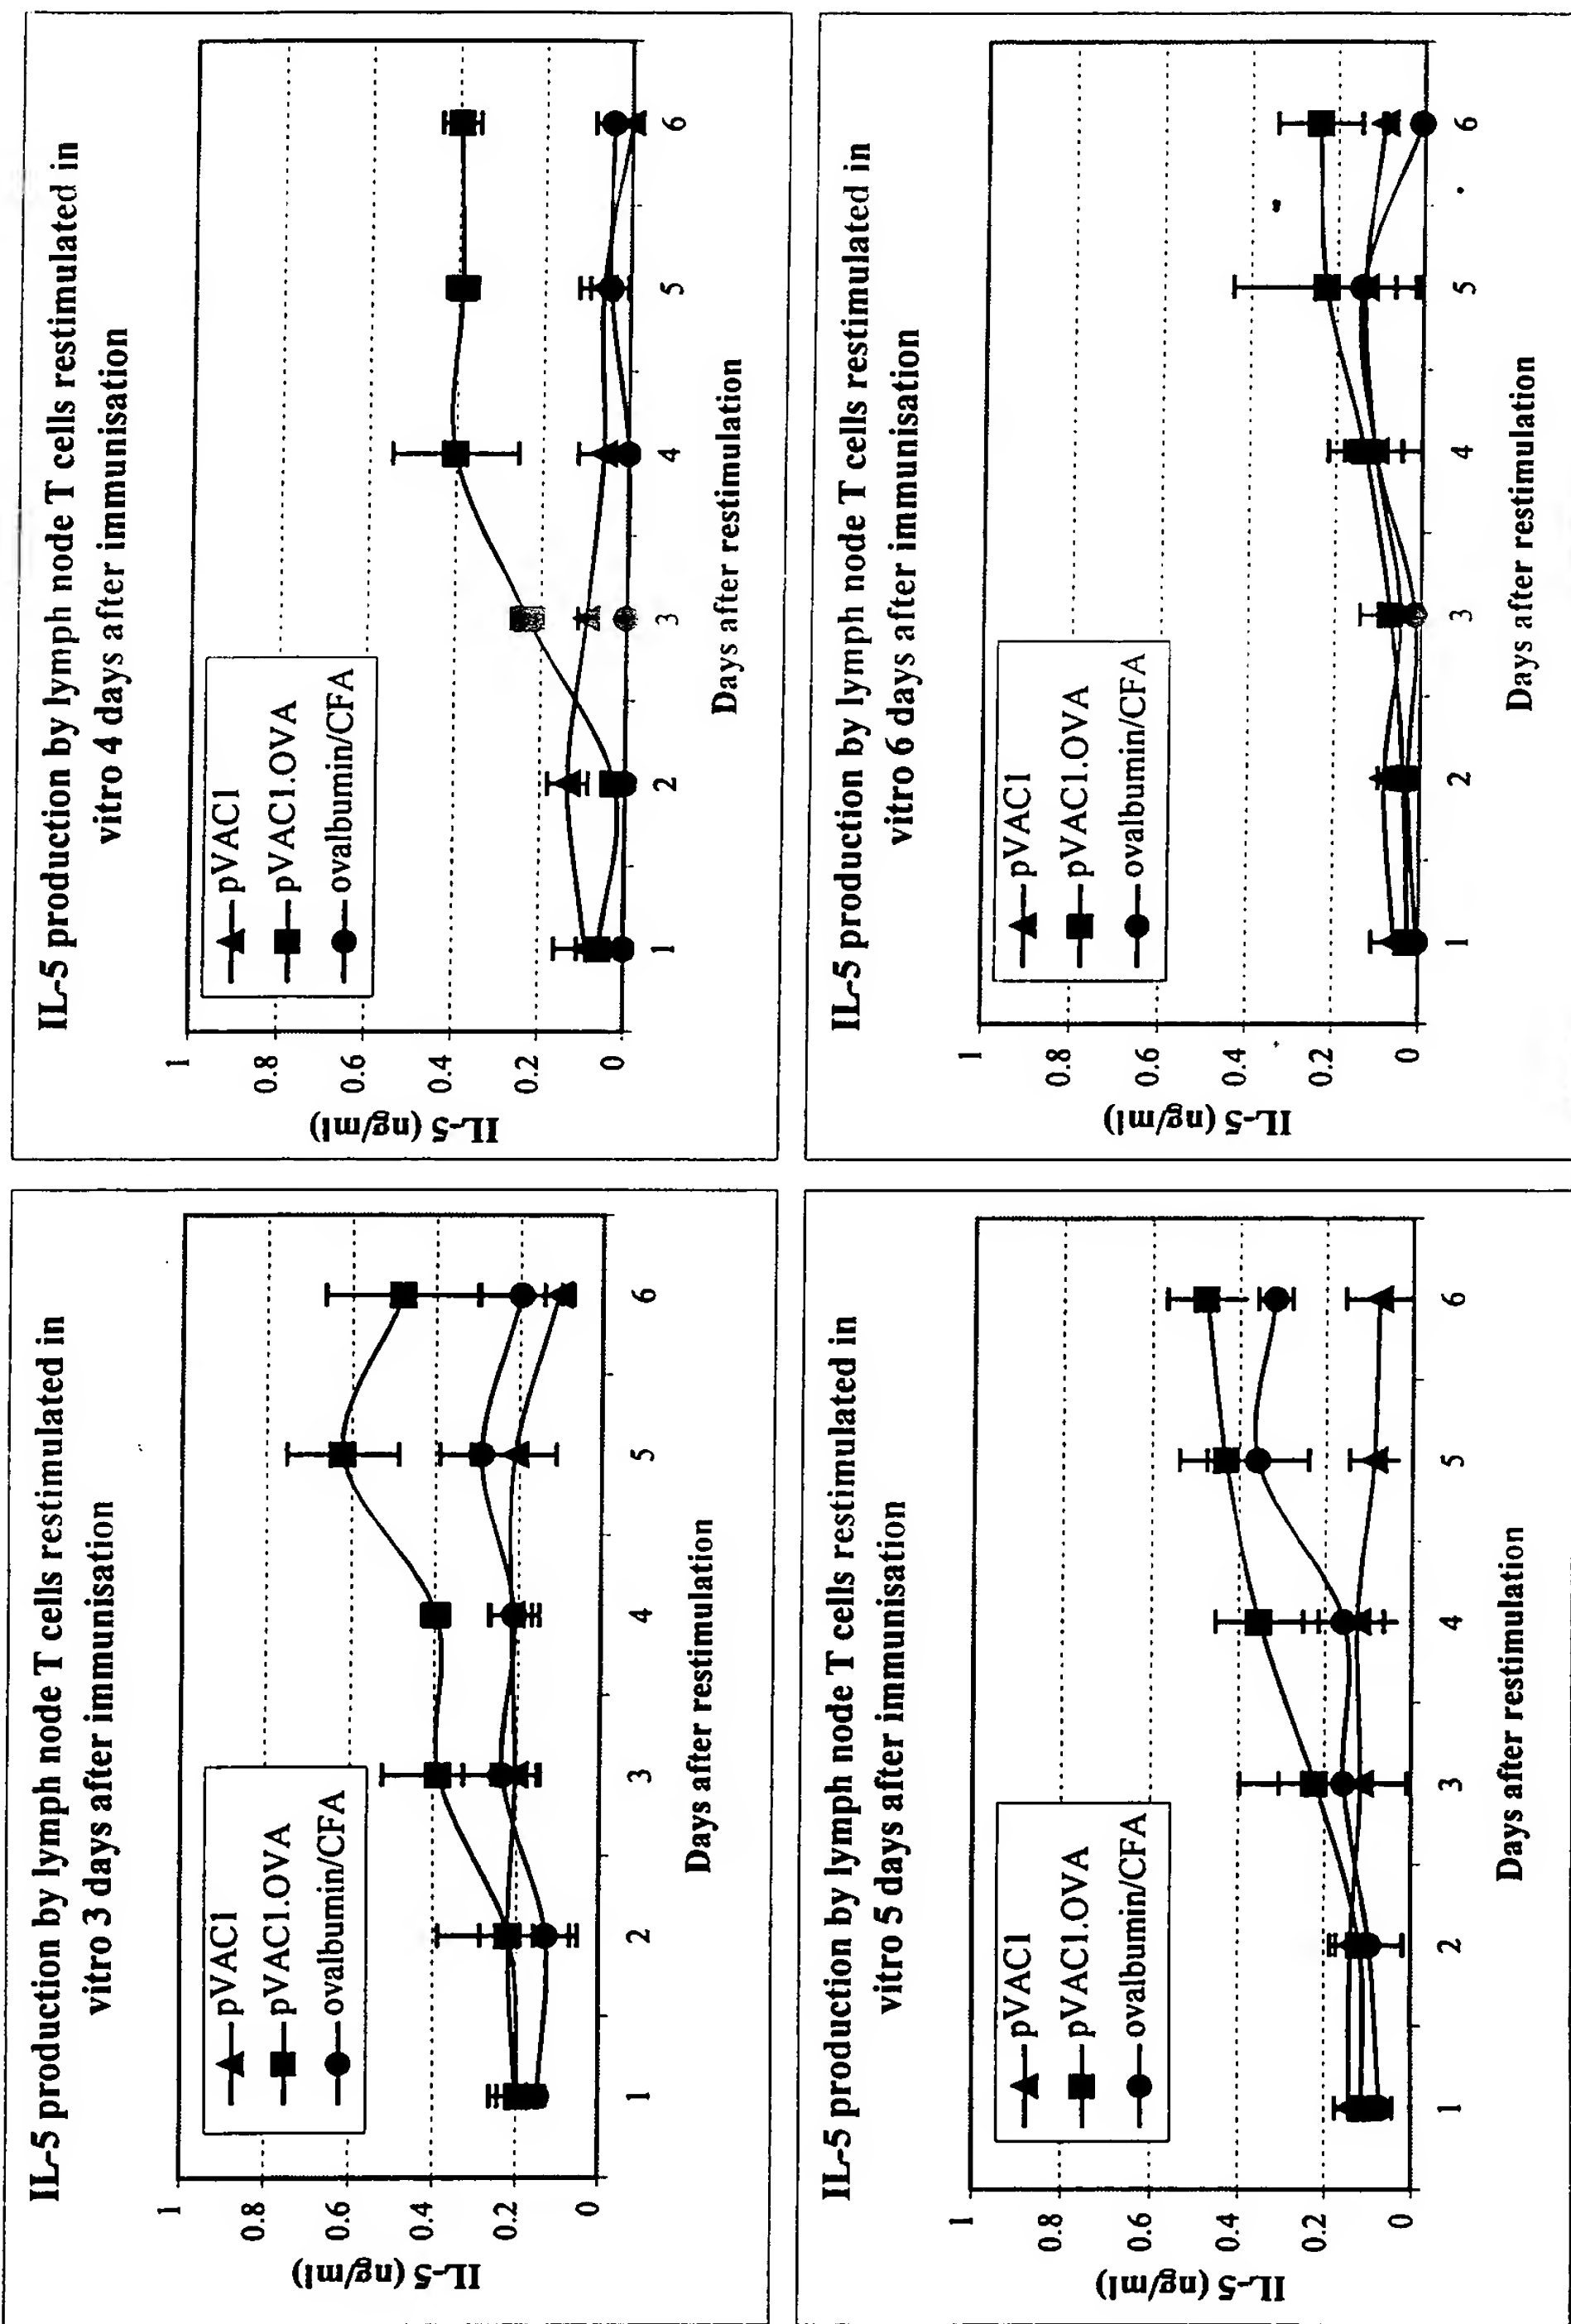 IL-5 production by lymph node T cells restimulated in
vitro 3 days after immunisation
IL-5 (ng/ml)
1
0.8
0.6
0.4
0.2
0
pVAC1
pVAC1.OVA
ovalbumin/CFA
1 2 3 4 5 6
Days after restimulation
IL-5 production by lymph node T cells restimulated in
vitro 4 days after immunisation
IL-5 (ng/ml)
1
0.8
0.6
0.4
0.2
0
pVAC1
pVAC1.OVA
ovalbumin/CFA
1 2 3 4 5 6
Days after restimulation
IL-5 production by lymph node T cells restimulated in
vitro 5 days after immunisation
IL-5 (ng/ml)
1
0.8
0.6
0.4
0.2
0
pVAC1
pVAC1.OVA
ovalbumin/CFA
1 2 3 4 5 6
Days after restimulation
IL-5 production by lymph node T cells restimulated in
vitro 6 days after immunisation
IL-5 (ng/ml)
1
0.8
0.6
0.4
0.2
0
pVAC1
pVAC1.OVA
ovalbumin/CFA
1 2 3 4 5 6
Days after restimulation